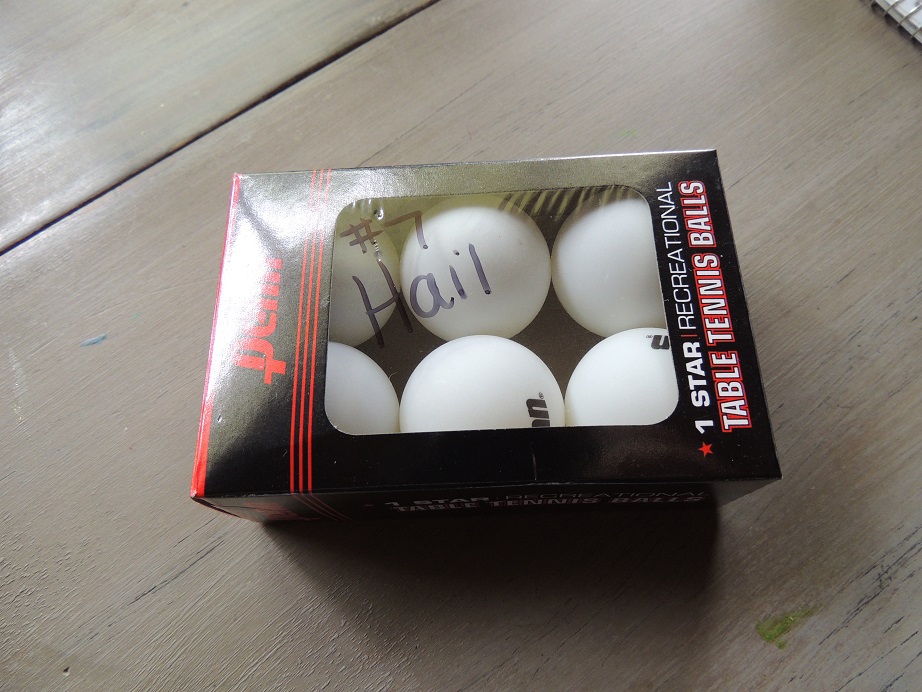 penn
#7
Hail
★ 1 STAR | RECREATIONAL
TABLE TENNIS BALLS
1 STAR RECREATIONAL
TABLE TENNIS BALLS